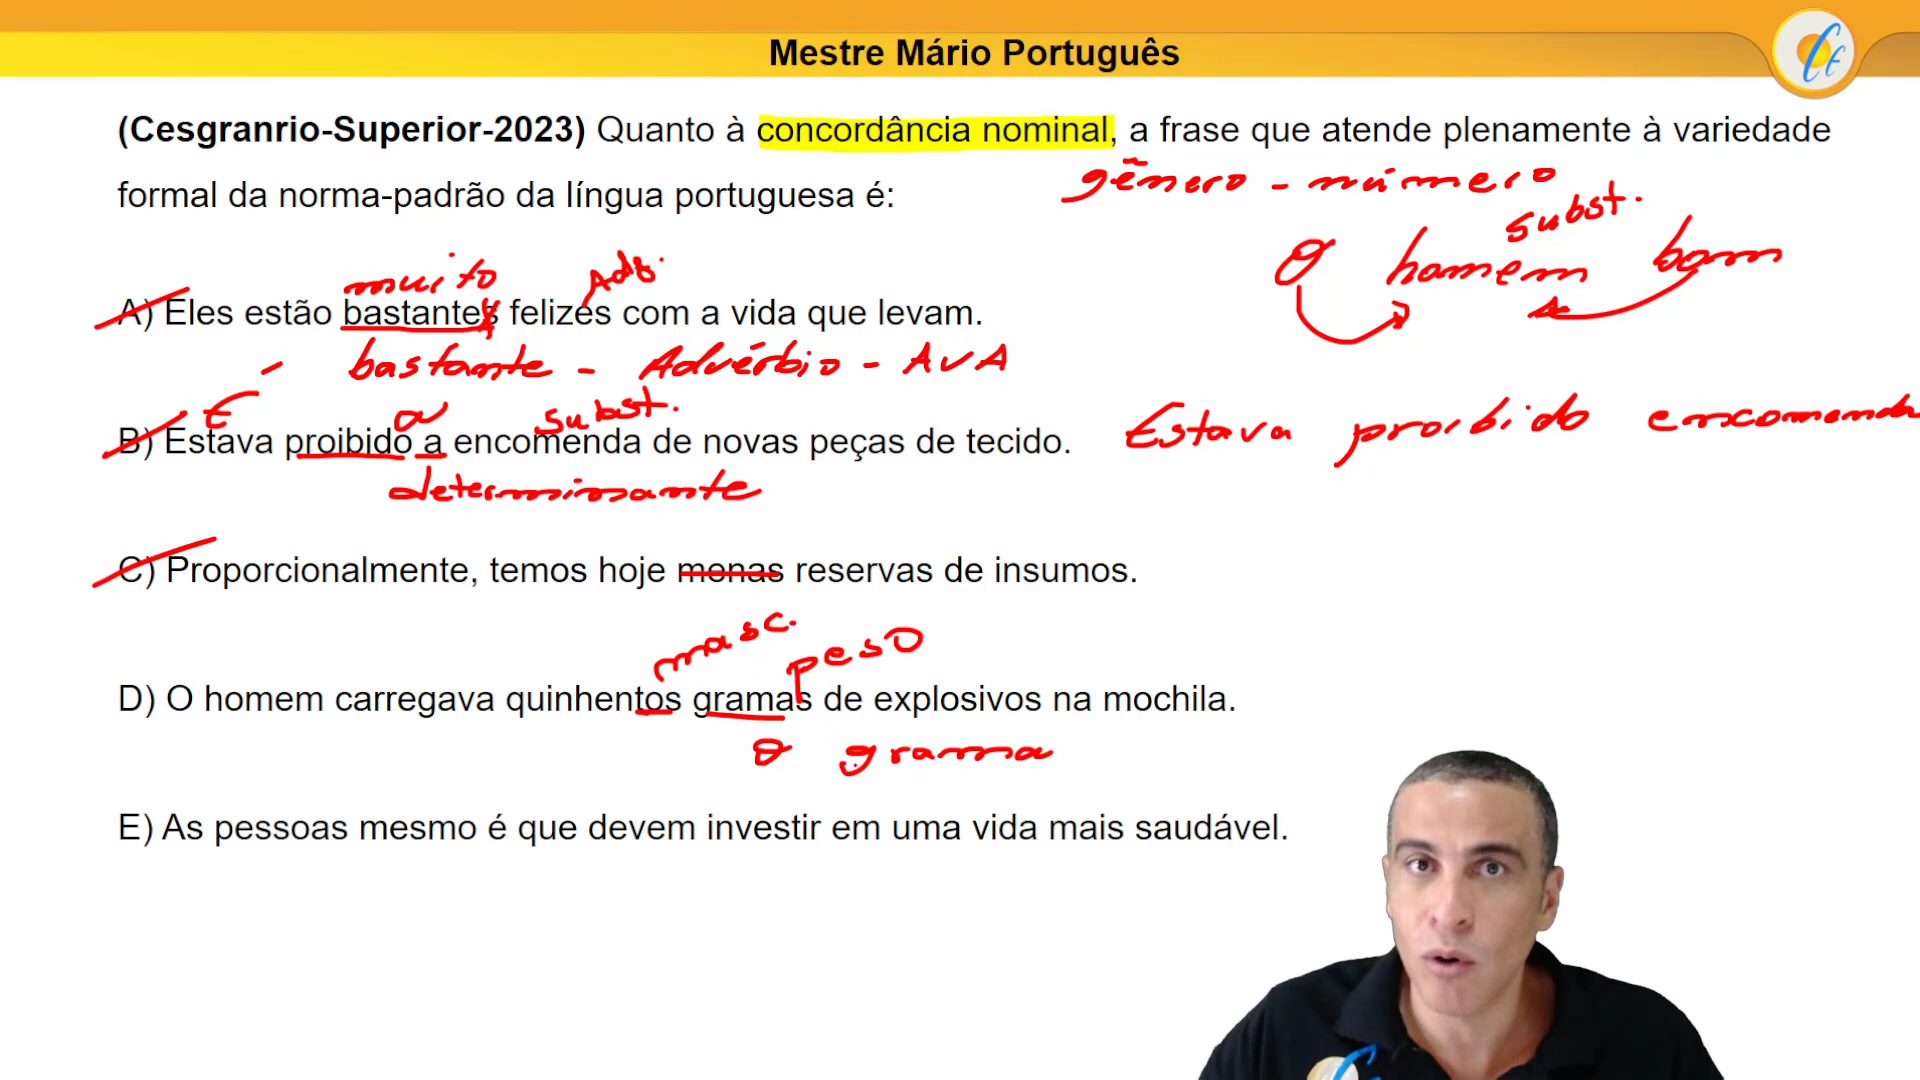 Mestre Mário Português
(Cesgranrio-Superior-2023) Quanto à concordância nominal, a frase que atende plenamente à variedade
gênero - número
formal da norma-padrão da língua portuguesa é:
subst.
O homem bom
muito Adj.
A) Eles estão bastantes felizes com a vida que levam.
bastante - Advérbio - AVA
subst.
Estava proibido encomenda
B) Estava proibido a encomenda de novas peças de tecido.
determinante
C) Proporcionalmente, temos hoje menas reservas de insumos.
masc. peso
D) O homem carregava quinhentos gramas de explosivos na mochila.
O grama
E) As pessoas mesmo é que devem investir em uma vida mais saudável.